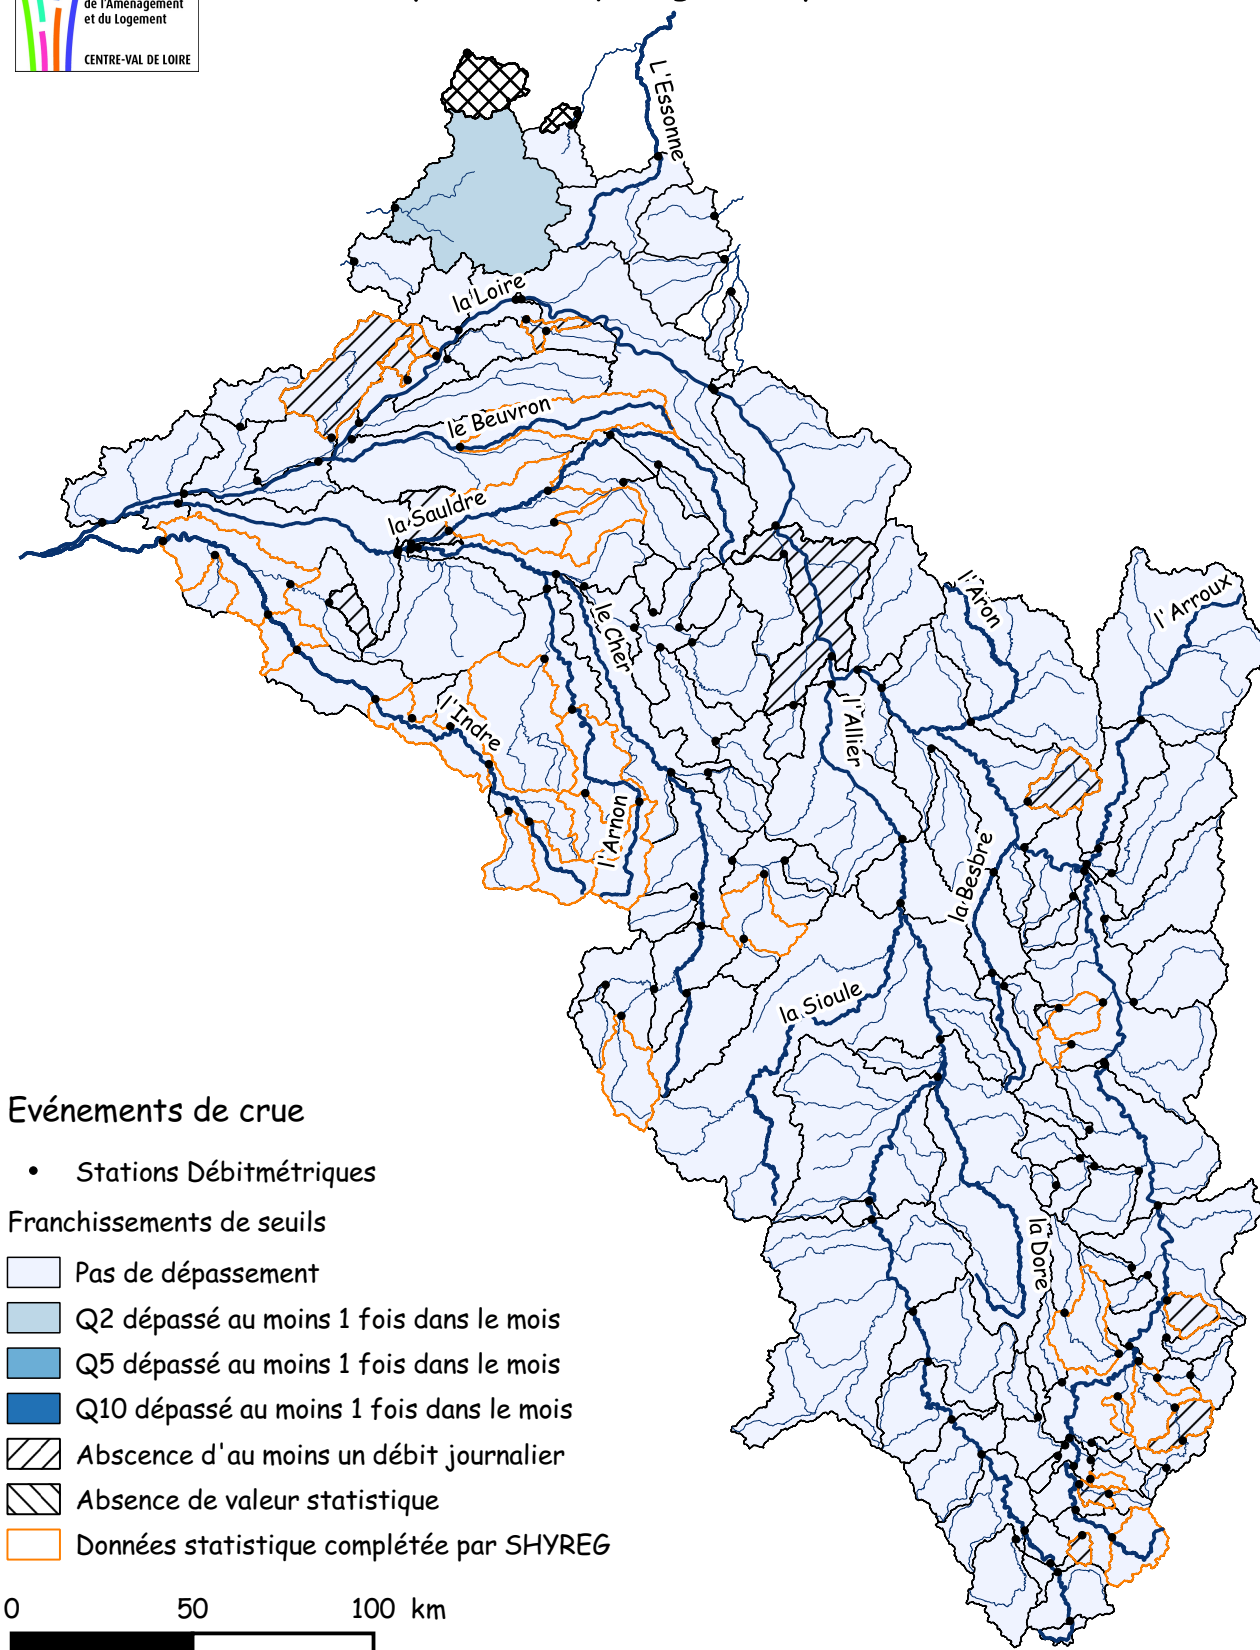 de l'Aménagement
et du Logement
CENTRE-VAL DE LOIRE
L'Essonne
la Loire
le Beuvron
la Sauldre
le Cher
l'Indre
l'Arnon
l'Allier
l'Airon
l'Arroux
la Besbre
la Sioule
la Dore
Evénements de crue
Stations Débitmétriques
Franchissements de seuils
Pas de dépassement
Q2 dépassé au moins 1 fois dans le mois
Q5 dépassé au moins 1 fois dans le mois
Q10 dépassé au moins 1 fois dans le mois
Abscence d'au moins un débit journalier
Absence de valeur statistique
Données statistique complétée par SHYREG
0 50 100 km